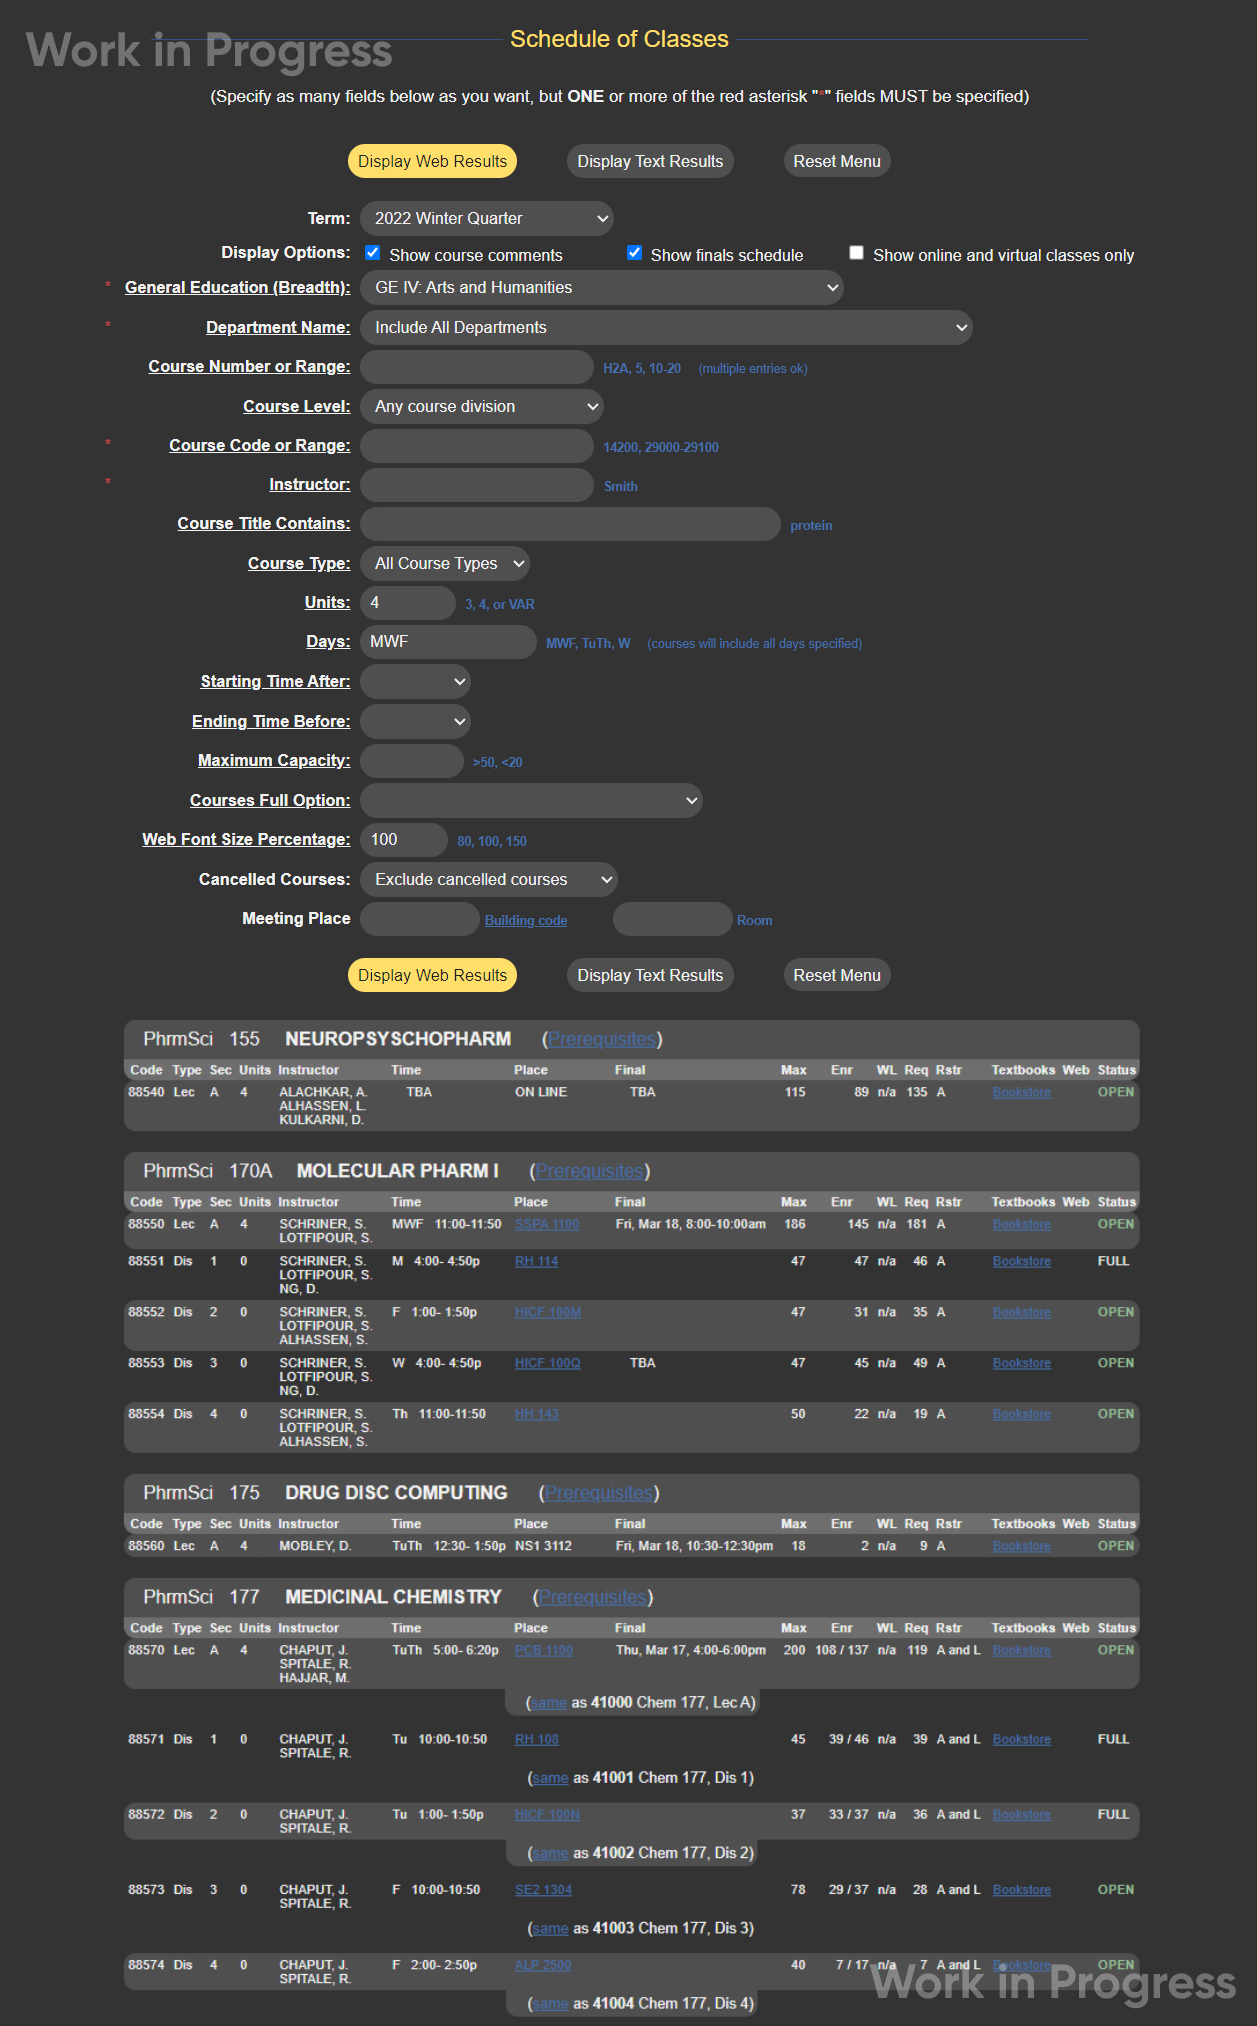 Work in Progress
Schedule of Classes
(Specify as many fields below as you want, but ONE or more of the red asterisk "*" fields MUST be specified)
Display Web Results Display Text Results Reset Menu
Term: 2022 Winter Quarter
Display Options: Show course comments Show finals schedule Show online and virtual classes only
* General Education (Breadth): GE IV: Arts and Humanities
* Department Name: Include All Departments
Course Number or Range: H2A, 5, 10-20 (multiple entries ok)
Course Level: Any course division
* Course Code or Range: 14200, 29000-29100
* Instructor: Smith
Course Title Contains: protein
Course Type: All Course Types
Units: 4 3, 4, or VAR
Days: MWF MWF, TuTh, W (courses will include all days specified)
Starting Time After:
Ending Time Before:
Maximum Capacity: >50, <20
Courses Full Option:
Web Font Size Percentage: 100 80, 100, 150
Cancelled Courses: Exclude cancelled courses
Meeting Place Building code Room
Display Web Results Display Text Results Reset Menu
PhrmSci 155 NEUROPSYSCHOPHARM (Prerequisites)
Code Type Sec Units Instructor Time Place Final Max Enr WL Req Rstr Textbooks Web Status
88540 Lec A 4 ALACHKAR, A. TBA ON LINE TBA 115 89 n/a 135 A Bookstore OPEN
ALHASSEN, L.
KULKARNI, D.
PhrmSci 170A MOLECULAR PHARM I (Prerequisites)
Code Type Sec Units Instructor Time Place Final Max Enr WL Req Rstr Textbooks Web Status
88550 Lec A 4 SCHRINER, S. MWF 11:00-11:50 SSPA 1100 Fri, Mar 18, 8:00-10:00am 186 145 n/a 181 A Bookstore OPEN
LOTFIPOUR, S.
88551 Dis 1 0 SCHRINER, S. M 4:00- 4:50p RH 114 47 47 n/a 46 A Bookstore FULL
LOTFIPOUR, S.
NG, D.
88552 Dis 2 0 SCHRINER, S. F 1:00- 1:50p HICF 100M 47 31 n/a 35 A Bookstore OPEN
LOTFIPOUR, S.
ALHASSEN, S.
88553 Dis 3 0 SCHRINER, S. W 4:00- 4:50p HICF 100Q TBA 47 45 n/a 49 A Bookstore OPEN
LOTFIPOUR, S.
NG, D.
88554 Dis 4 0 SCHRINER, S. Th 11:00-11:50 HH 143 50 22 n/a 19 A Bookstore OPEN
LOTFIPOUR, S.
ALHASSEN, S.
PhrmSci 175 DRUG DISC COMPUTING (Prerequisites)
Code Type Sec Units Instructor Time Place Final Max Enr WL Req Rstr Textbooks Web Status
88560 Lec A 4 MOBLEY, D. TuTh 12:30- 1:50p NS1 3112 Fri, Mar 18, 10:30-12:30pm 18 2 n/a 9 A Bookstore OPEN
PhrmSci 177 MEDICINAL CHEMISTRY (Prerequisites)
Code Type Sec Units Instructor Time Place Final Max Enr WL Req Rstr Textbooks Web Status
88570 Lec A 4 CHAPUT, J. TuTh 5:00- 6:20p PCB 1100 Thu, Mar 17, 4:00-6:00pm 200 108 / 137 n/a 119 A and L Bookstore OPEN
SPITALE, R.
HAJJAR, M.
(same as 41000 Chem 177, Lec A)
88571 Dis 1 0 CHAPUT, J. Tu 10:00-10:50 RH 108 45 39 / 46 n/a 39 A and L Bookstore FULL
SPITALE, R.
(same as 41001 Chem 177, Dis 1)
88572 Dis 2 0 CHAPUT, J. Tu 1:00- 1:50p HICF 100N 37 33 / 37 n/a 36 A and L Bookstore FULL
SPITALE, R.
(same as 41002 Chem 177, Dis 2)
88573 Dis 3 0 CHAPUT, J. F 10:00-10:50 SE2 1304 78 29 / 37 n/a 28 A and L Bookstore OPEN
SPITALE, R.
(same as 41003 Chem 177, Dis 3)
88574 Dis 4 0 CHAPUT, J. F 2:00- 2:50p ALP 2500 40 7 / 17 n/a 7 A and L Bookstore OPEN
SPITALE, R.
Work in Progress
(same as 41004 Chem 177, Dis 4)